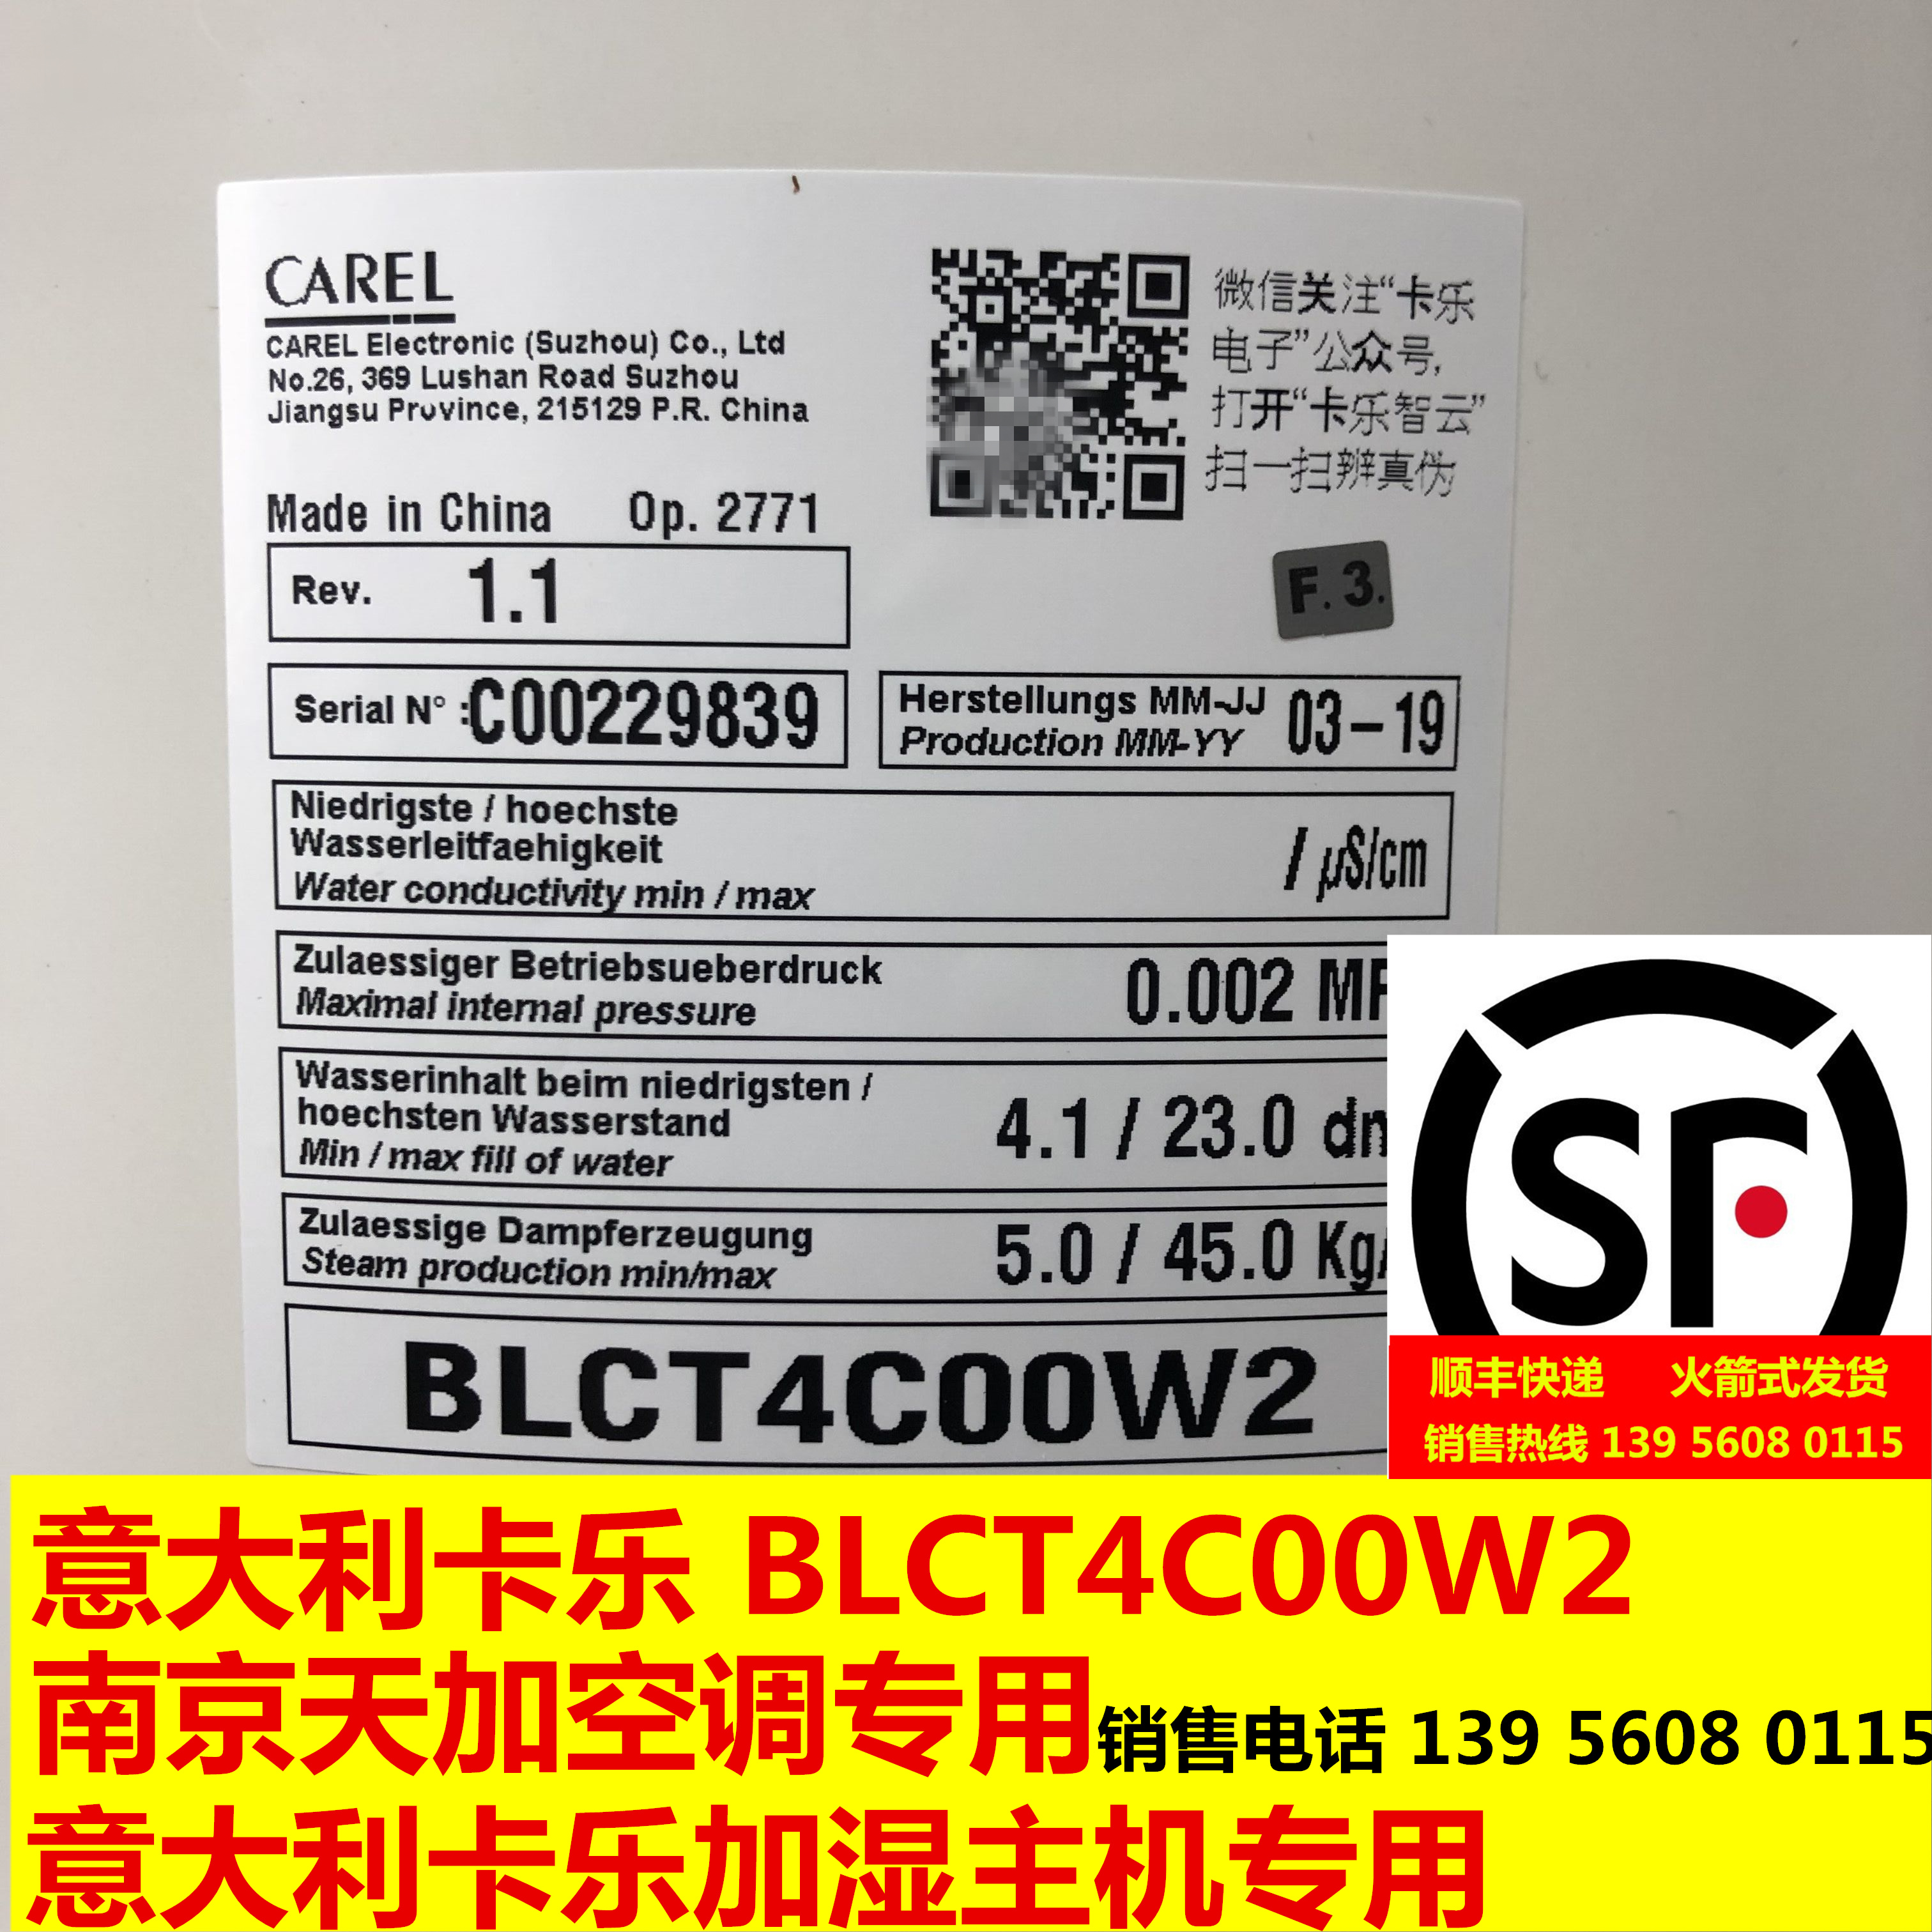 CAREL
CAREL Electronic (Suzhou) Co., Ltd
No.26, 369 Lushan Road Suzhou
Jiangsu Province, 215129 P.R. China
微信关注“卡乐
电子”公众号,
打开“卡乐智云”
扫一扫辨真伪
Made in China Op. 2771
F. 3.
Rev. 1.1
Serial N° :C00229839
Herstellungs MM-JJ 03-19
Production MM-YY
Niedrigste / hoechste
Wasserleitfaehigkeit
Water conductivity min / max
/ µS/cm
Zulaessiger Betriebsueberdruck
Maximal internal pressure
0.002
Wasserinhalt beim niedrigsten /
hoechsten Wasserstand
Min / max fill of water
4.1 / 23.0
Zulaessige Dampferzeugung
Steam production min/max
5.0 / 45.0 Kg/
BLCT4C00W2
SF
顺丰快递 火箭式发货
销售热线 139 5608 0115
意大利卡乐 BLCT4C00W2
南京天加空调专用销售电话 139 5608 0115
意大利卡乐加湿主机专用